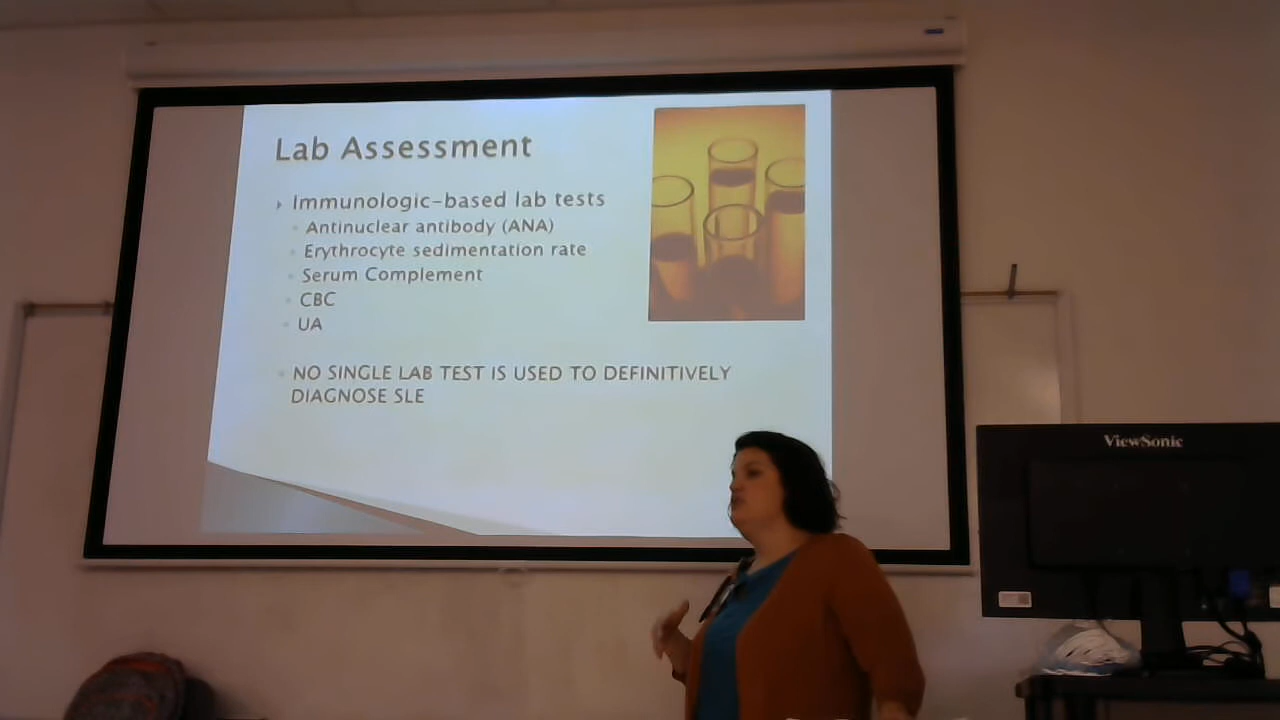 Lab Assessment
Immunologic-based lab tests
Antinuclear antibody (ANA)
Erythrocyte sedimentation rate
Serum Complement
CBC
UA
NO SINGLE LAB TEST IS USED TO DEFINITIVELY
DIAGNOSE SLE
ViewSonic